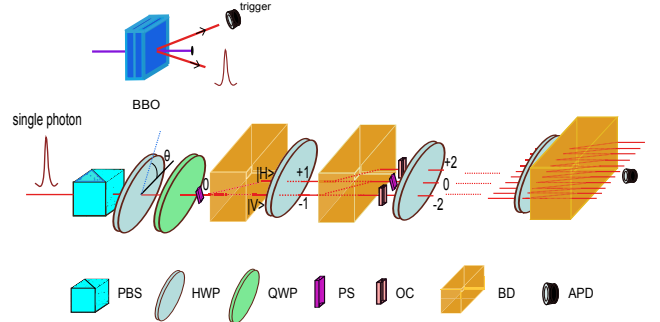 trigger
BBO
single photon
θ
0
|H>
+1
|V>
-1
+2
0
-2
PBS
HWP
QWP
PS
OC
BD
APD